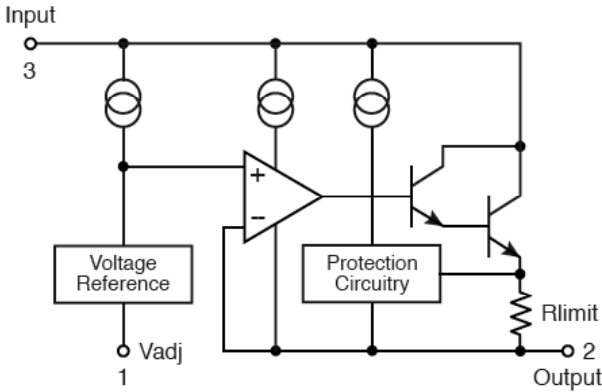 Input
3
+
--
Voltage
Reference
Protection
Circuitry
Rlimit
Vadj
1
2
Output